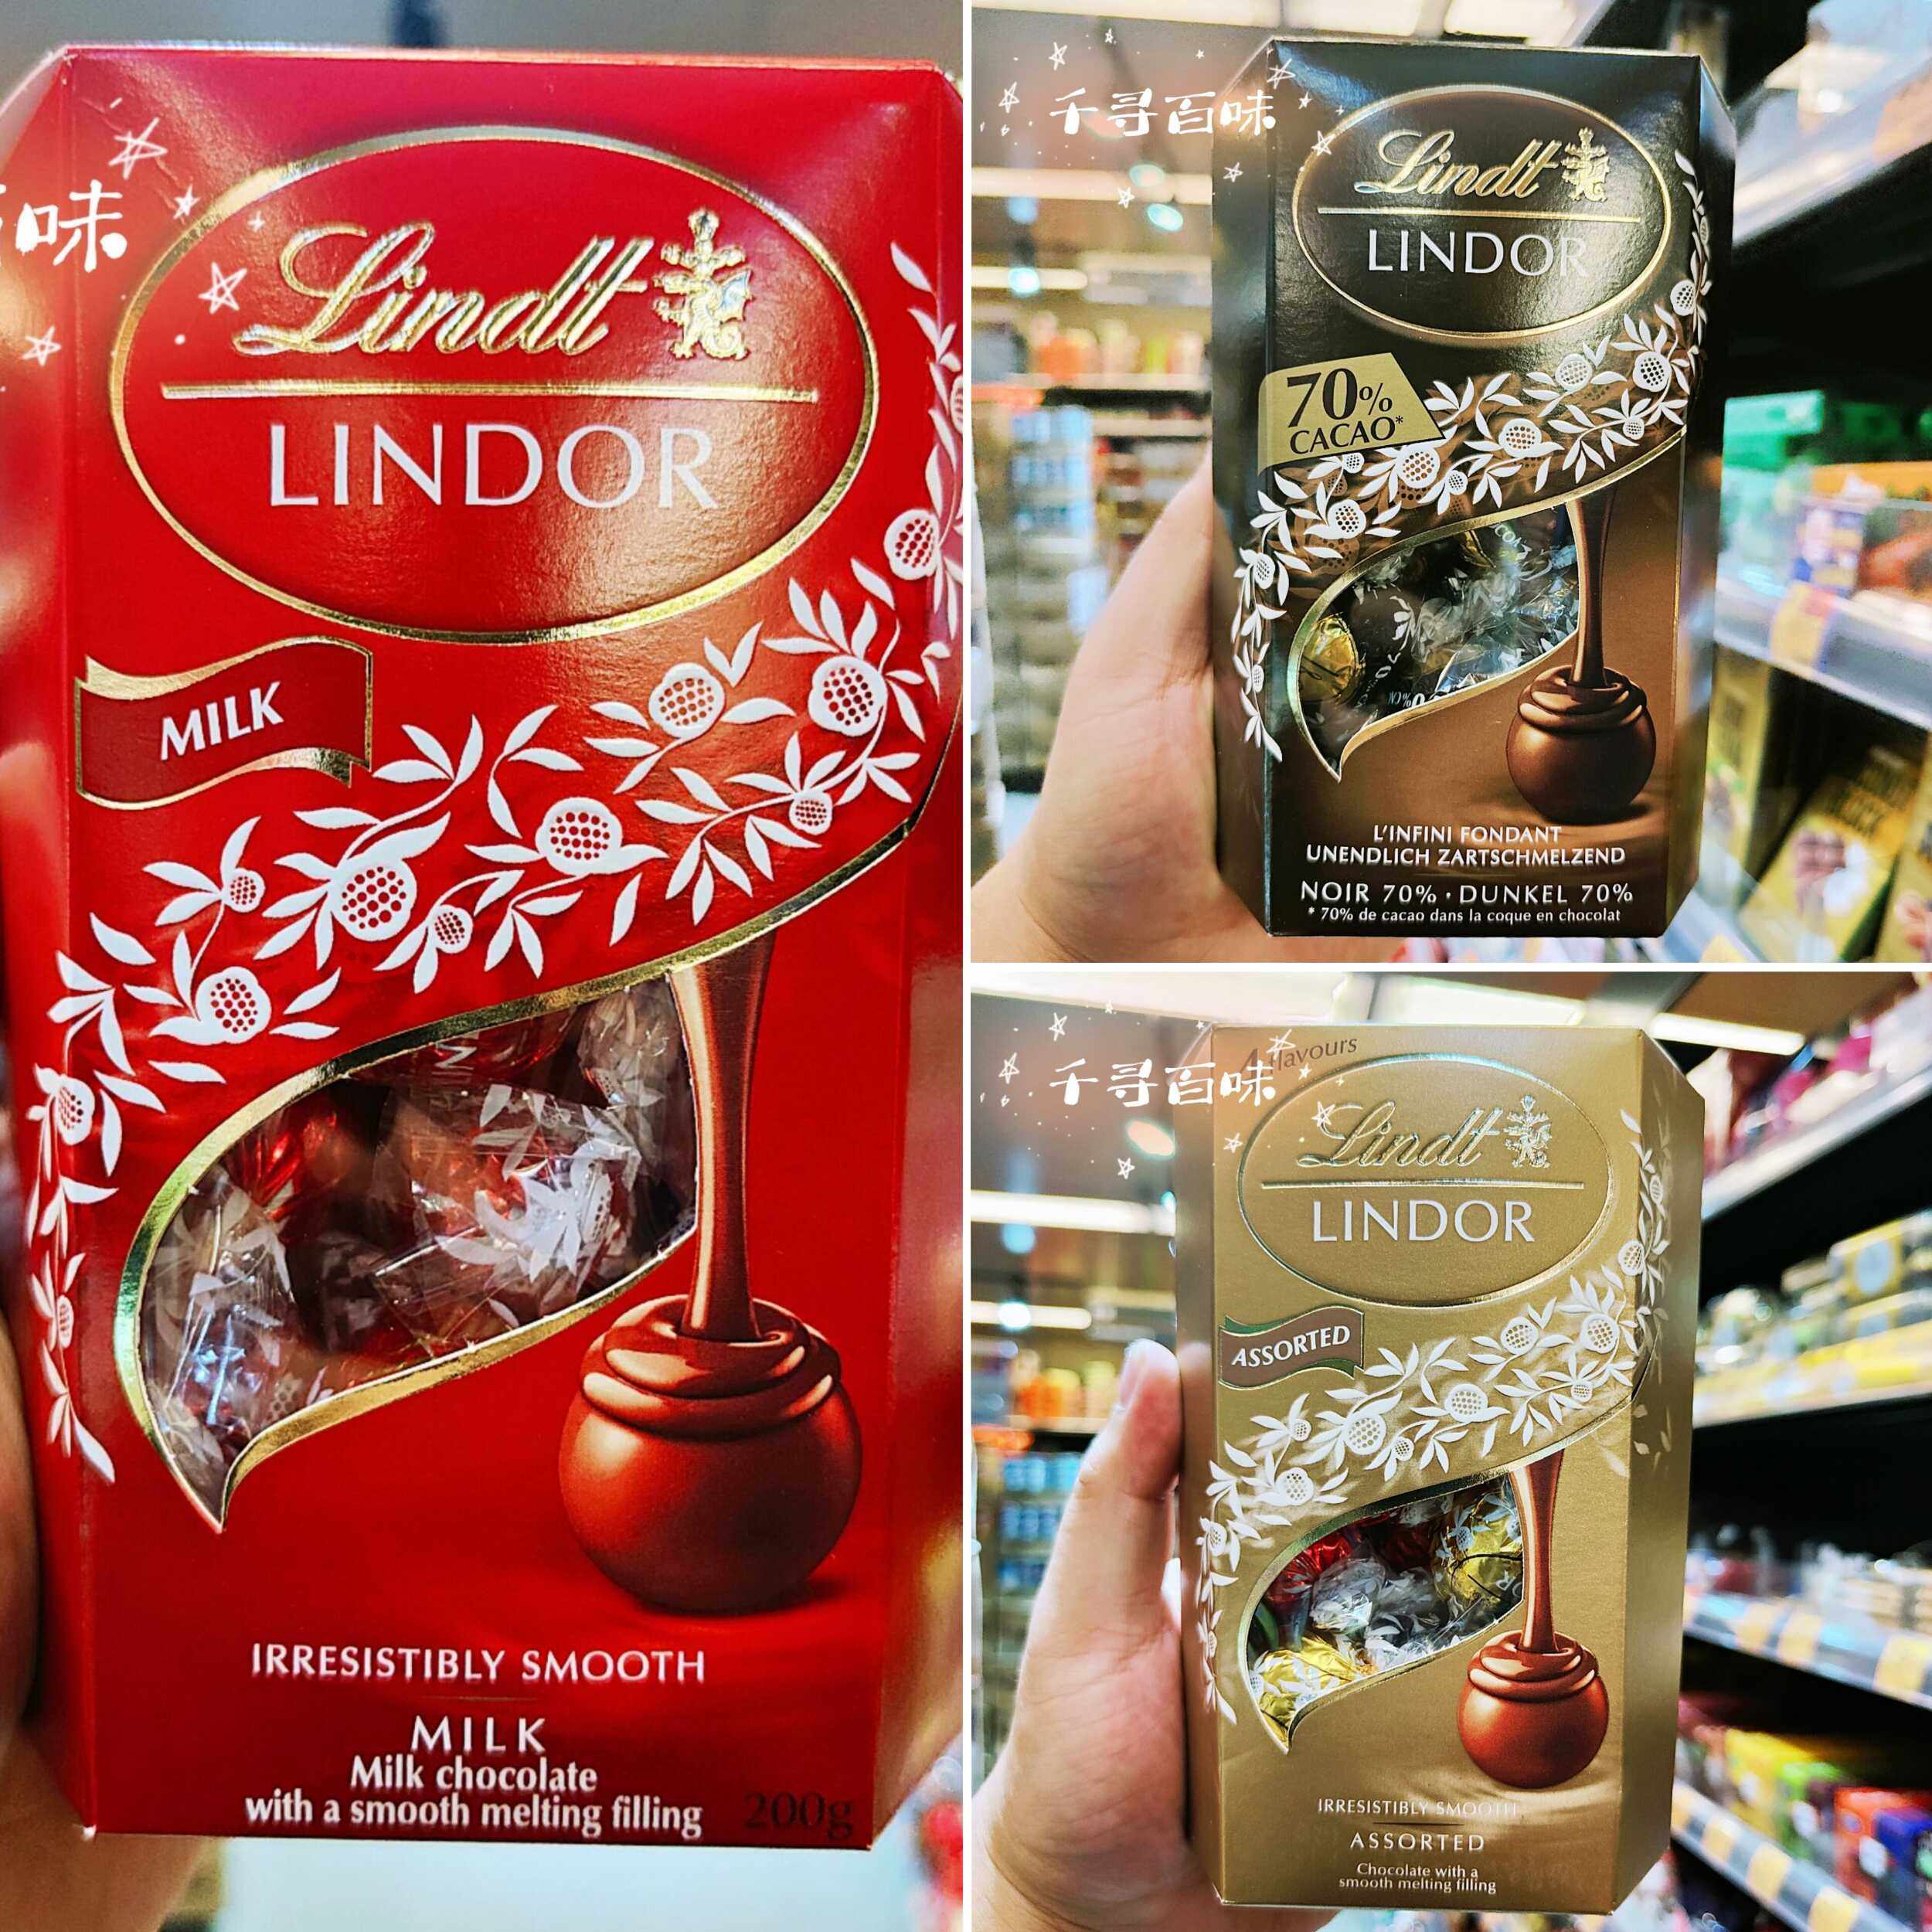 百味
Lindt
LINDOR
MILK
IRRESISTIBLY SMOOTH
MILK
Milk chocolate
with a smooth melting filling
200g
千寻百味
Lindt
LINDOR
70%
CACAO*
L'INFINI FONDANT
UNENDLICH ZARTSCHMELZEND
NOIR 70% · DUNKEL 70%
* 70% de cacao dans la coque en chocolat
千寻百味
4 flavours
Lindt
LINDOR
ASSORTED
IRRESISTIBLY SMOOTH
ASSORTED
Chocolate with a
smooth melting filling